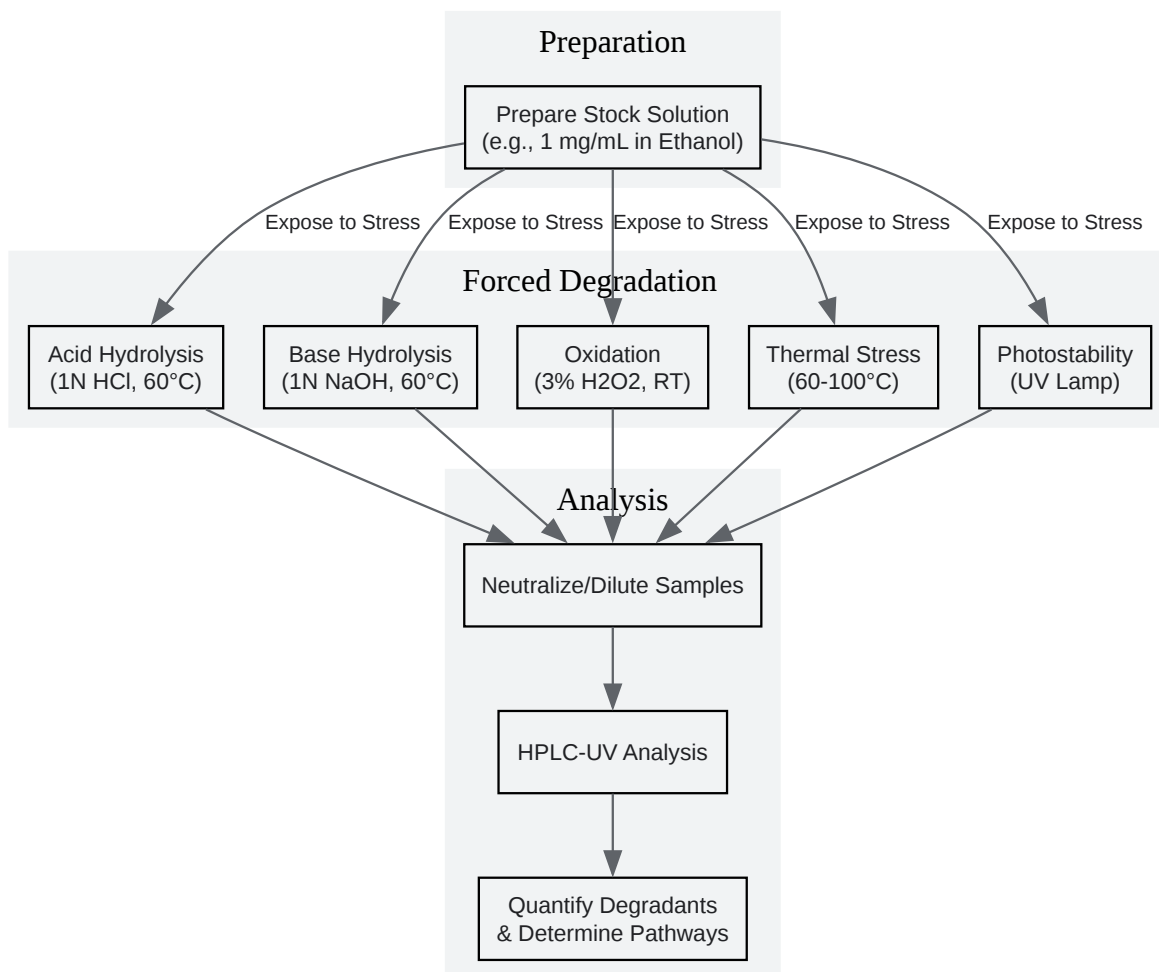 Preparation
Prepare Stock Solution
(e.g., 1 mg/mL in Ethanol)
Expose to Stress
Expose to Stress
Expose to Stress
Expose to Stress
Expose to Stress
Forced Degradation
Acid Hydrolysis
(1N HCl, 60°C)
Base Hydrolysis
(1N NaOH, 60°C)
Oxidation
(3% H2O2, RT)
Thermal Stress
(60-100°C)
Photostability
(UV Lamp)
Analysis
Neutralize/Dilute Samples
HPLC-UV Analysis
Quantify Degradants
& Determine Pathways